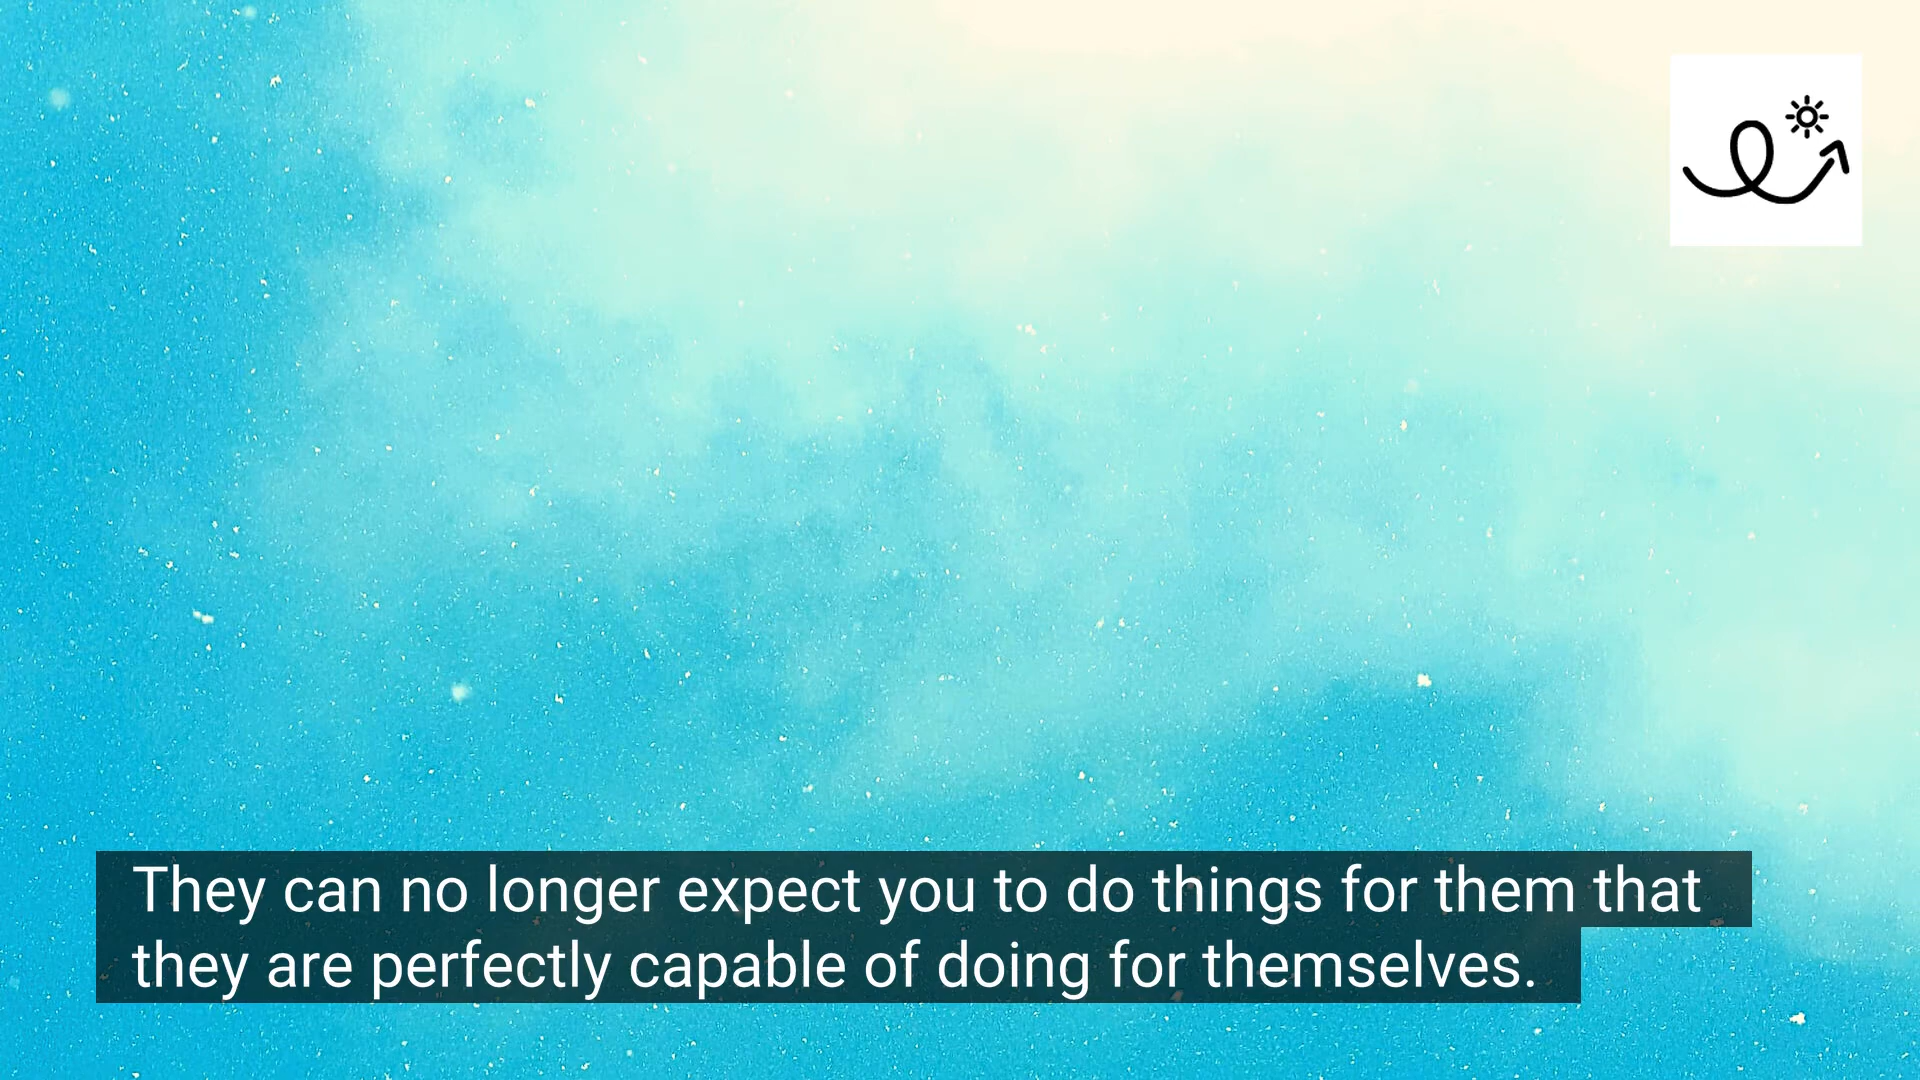 They can no longer expect you to do things for them that
they are perfectly capable of doing for themselves.